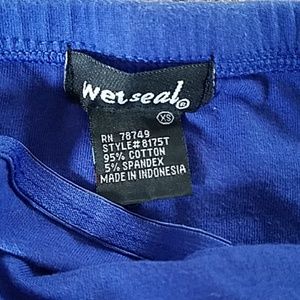 wet seal®
XS
RN 78749
STYLE#8175T
95% COTTON
5% SPANDEX
MADE IN INDONESIA